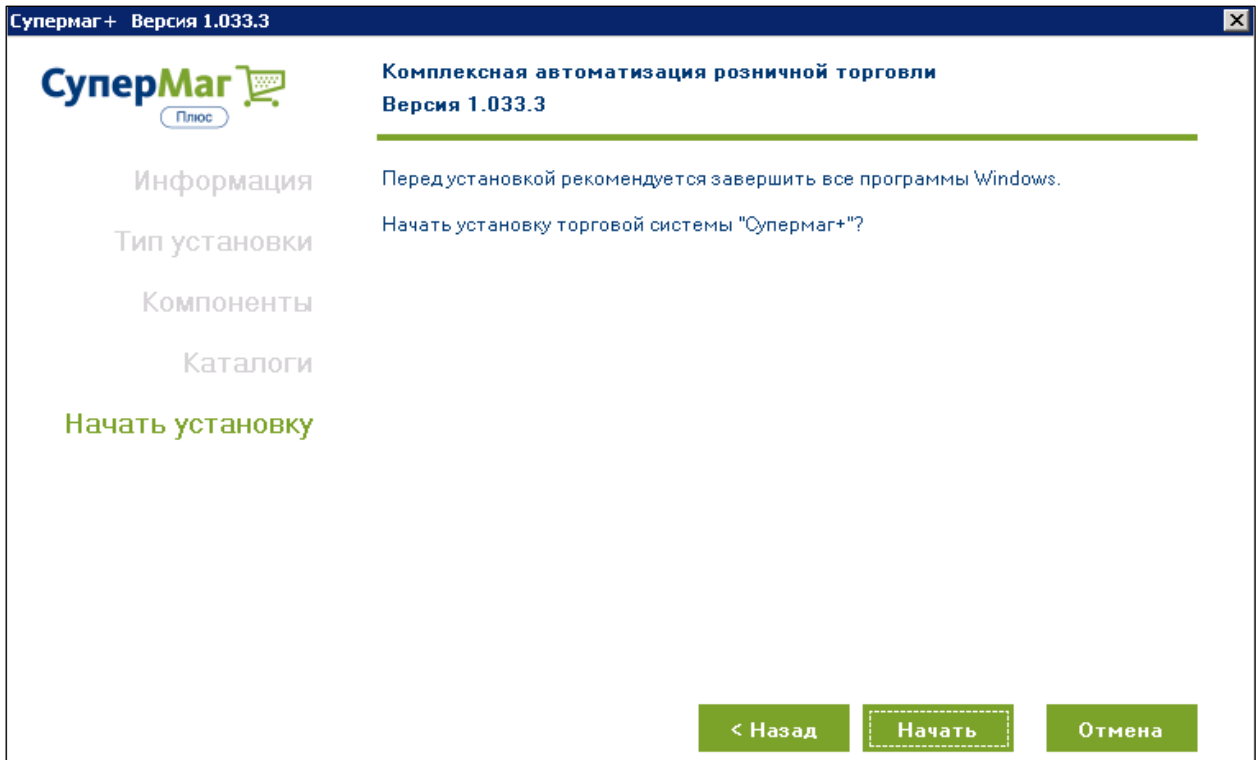 Супермаг+ Версия 1.033.3
СуперМаг
Плюс
Комплексная автоматизация розничной торговли
Версия 1.033.3
Информация
Тип установки
Компоненты
Каталоги
Начать установку
Перед установкой рекомендуется завершить все программы Windows.
Начать установку торговой системы "Супермаг+"?
< Назад
Начать
Отмена